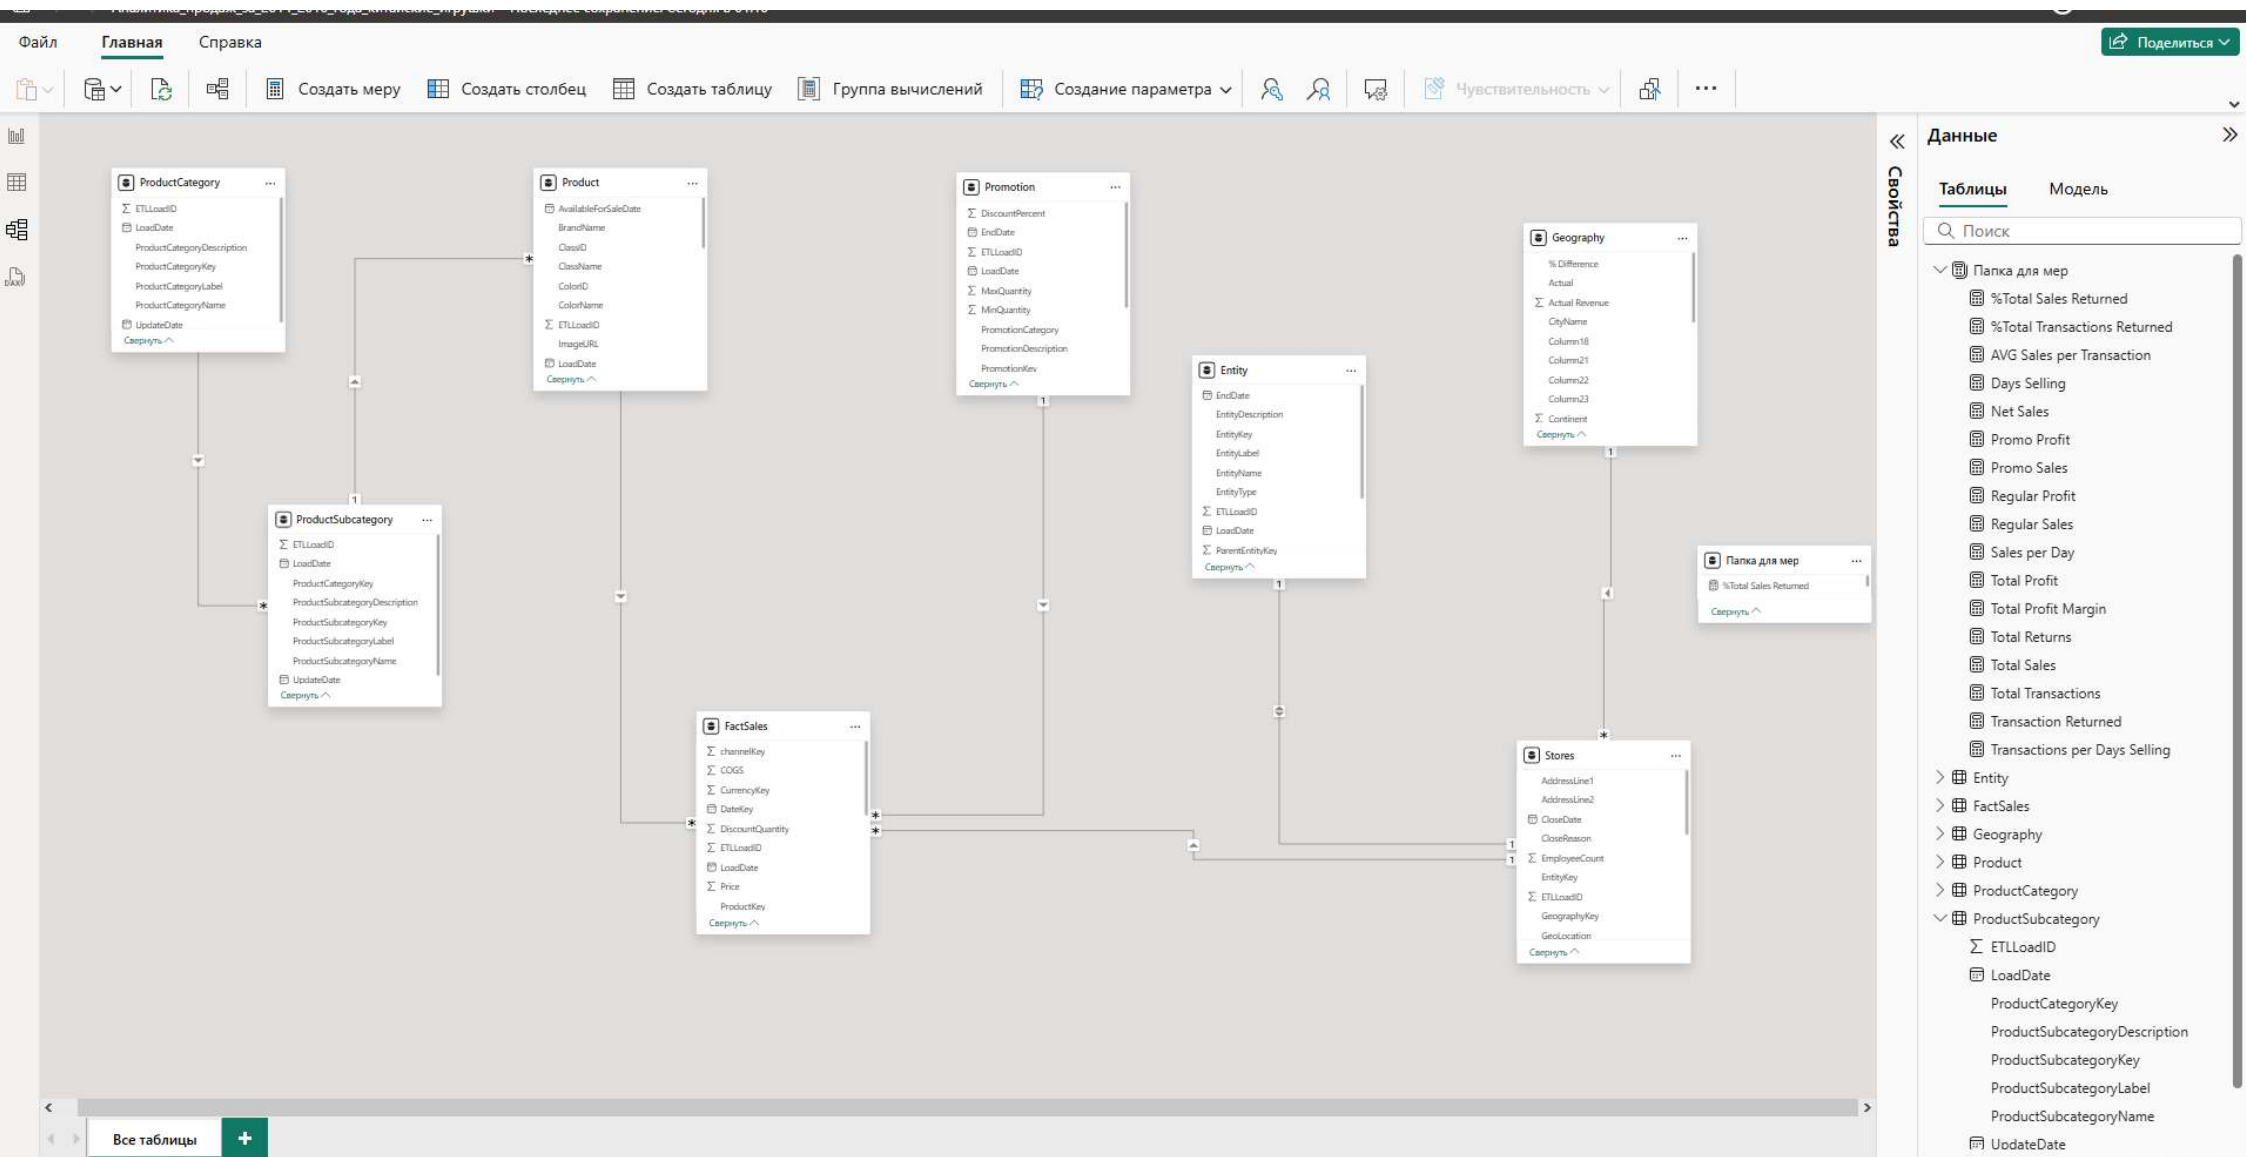 Файл
Главная
Справка
Поделиться
Создать меру
Создать столбец
Создать таблицу
Группа вычислений
Создание параметра
Чувствительность
ProductCategory
ETLLoadID
LoadDate
ProductCategoryDescription
ProductCategoryKey
ProductCategoryLabel
ProductCategoryName
UpdateDate
Свернуть
Product
AvailableForSaleDate
BrandName
ClassID
ClassName
ColorID
ColorName
ETLLoadID
ImageURL
LoadDate
Свернуть
Promotion
DiscountPercent
EndDate
ETLLoadID
LoadDate
MaxQuantity
MinQuantity
PromotionCategory
PromotionDescription
PromotionKey
Свернуть
Entity
EndDate
EntityDescription
EntityKey
EntityLabel
EntityName
EntityType
ETLLoadID
LoadDate
ParentEntityKey
Свернуть
Geography
% Difference
Actual
Actual Revenue
CityName
Column18
Column21
Column22
Column23
Continent
Свернуть
ProductSubcategory
ETLLoadID
LoadDate
ProductCategoryKey
ProductSubcategoryDescription
ProductSubcategoryKey
ProductSubcategoryLabel
ProductSubcategoryName
UpdateDate
Свернуть
Папка для мер
%Total Sales Returned
Свернуть
FactSales
channelKey
COGS
CurrencyKey
DateKey
DiscountQuantity
ETLLoadID
LoadDate
Price
ProductKey
Свернуть
Stores
AddressLine1
AddressLine2
CloseDate
CloseReason
EmployeeCount
EntityKey
ETLLoadID
GeographyKey
GeoLocation
Свернуть
1
1
1
1
1
1
Все таблицы
Свойства
Данные
Таблицы
Модель
Поиск
Папка для мер
%Total Sales Returned
%Total Transactions Returned
AVG Sales per Transaction
Days Selling
Net Sales
Promo Profit
Promo Sales
Regular Profit
Regular Sales
Sales per Day
Total Profit
Total Profit Margin
Total Returns
Total Sales
Total Transactions
Transaction Returned
Transactions per Days Selling
Entity
FactSales
Geography
Product
ProductCategory
ProductSubcategory
ETLLoadID
LoadDate
ProductCategoryKey
ProductSubcategoryDescription
ProductSubcategoryKey
ProductSubcategoryLabel
ProductSubcategoryName
UpdateDate